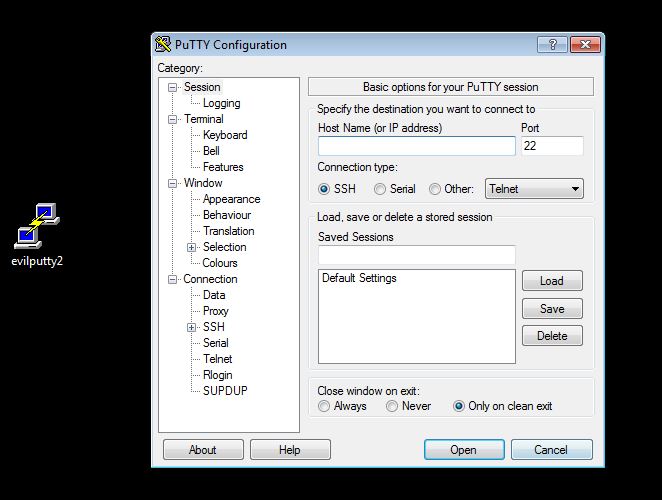 PuTTY Configuration
?
Category:
Session
Logging
Terminal
Keyboard
Bell
Features
Window
Appearance
Behaviour
Translation
Selection
Colours
Connection
Data
Proxy
SSH
Serial
Telnet
Rlogin
SUPDUP
Basic options for your PuTTY session
Specify the destination you want to connect to
Host Name (or IP address) Port
22
Connection type:
SSH Serial Other: Telnet
Load, save or delete a stored session
Saved Sessions
Default Settings
Load
Save
Delete
Close window on exit:
Always Never Only on clean exit
About Help Open Cancel
evilputty2